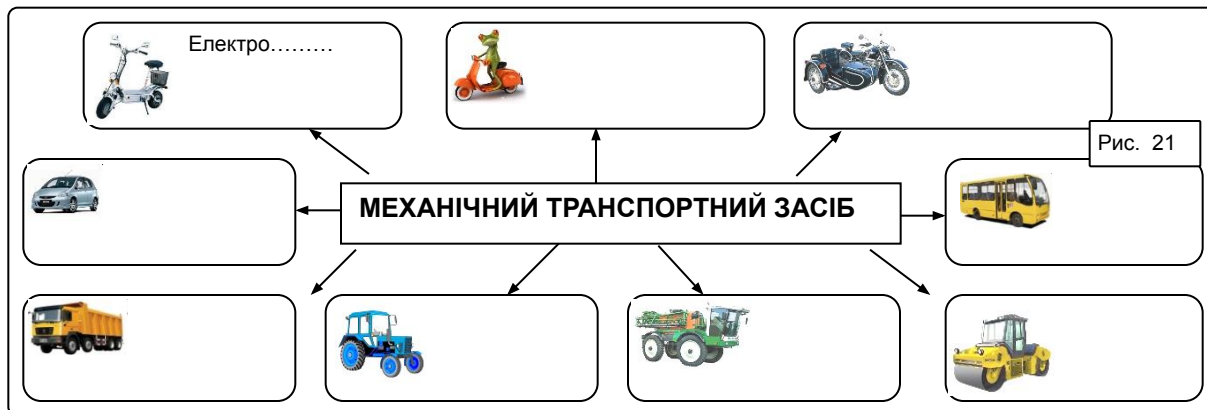 Електро.........
Рис. 21
МЕХАНІЧНИЙ ТРАНСПОРТНИЙ ЗАСІБ